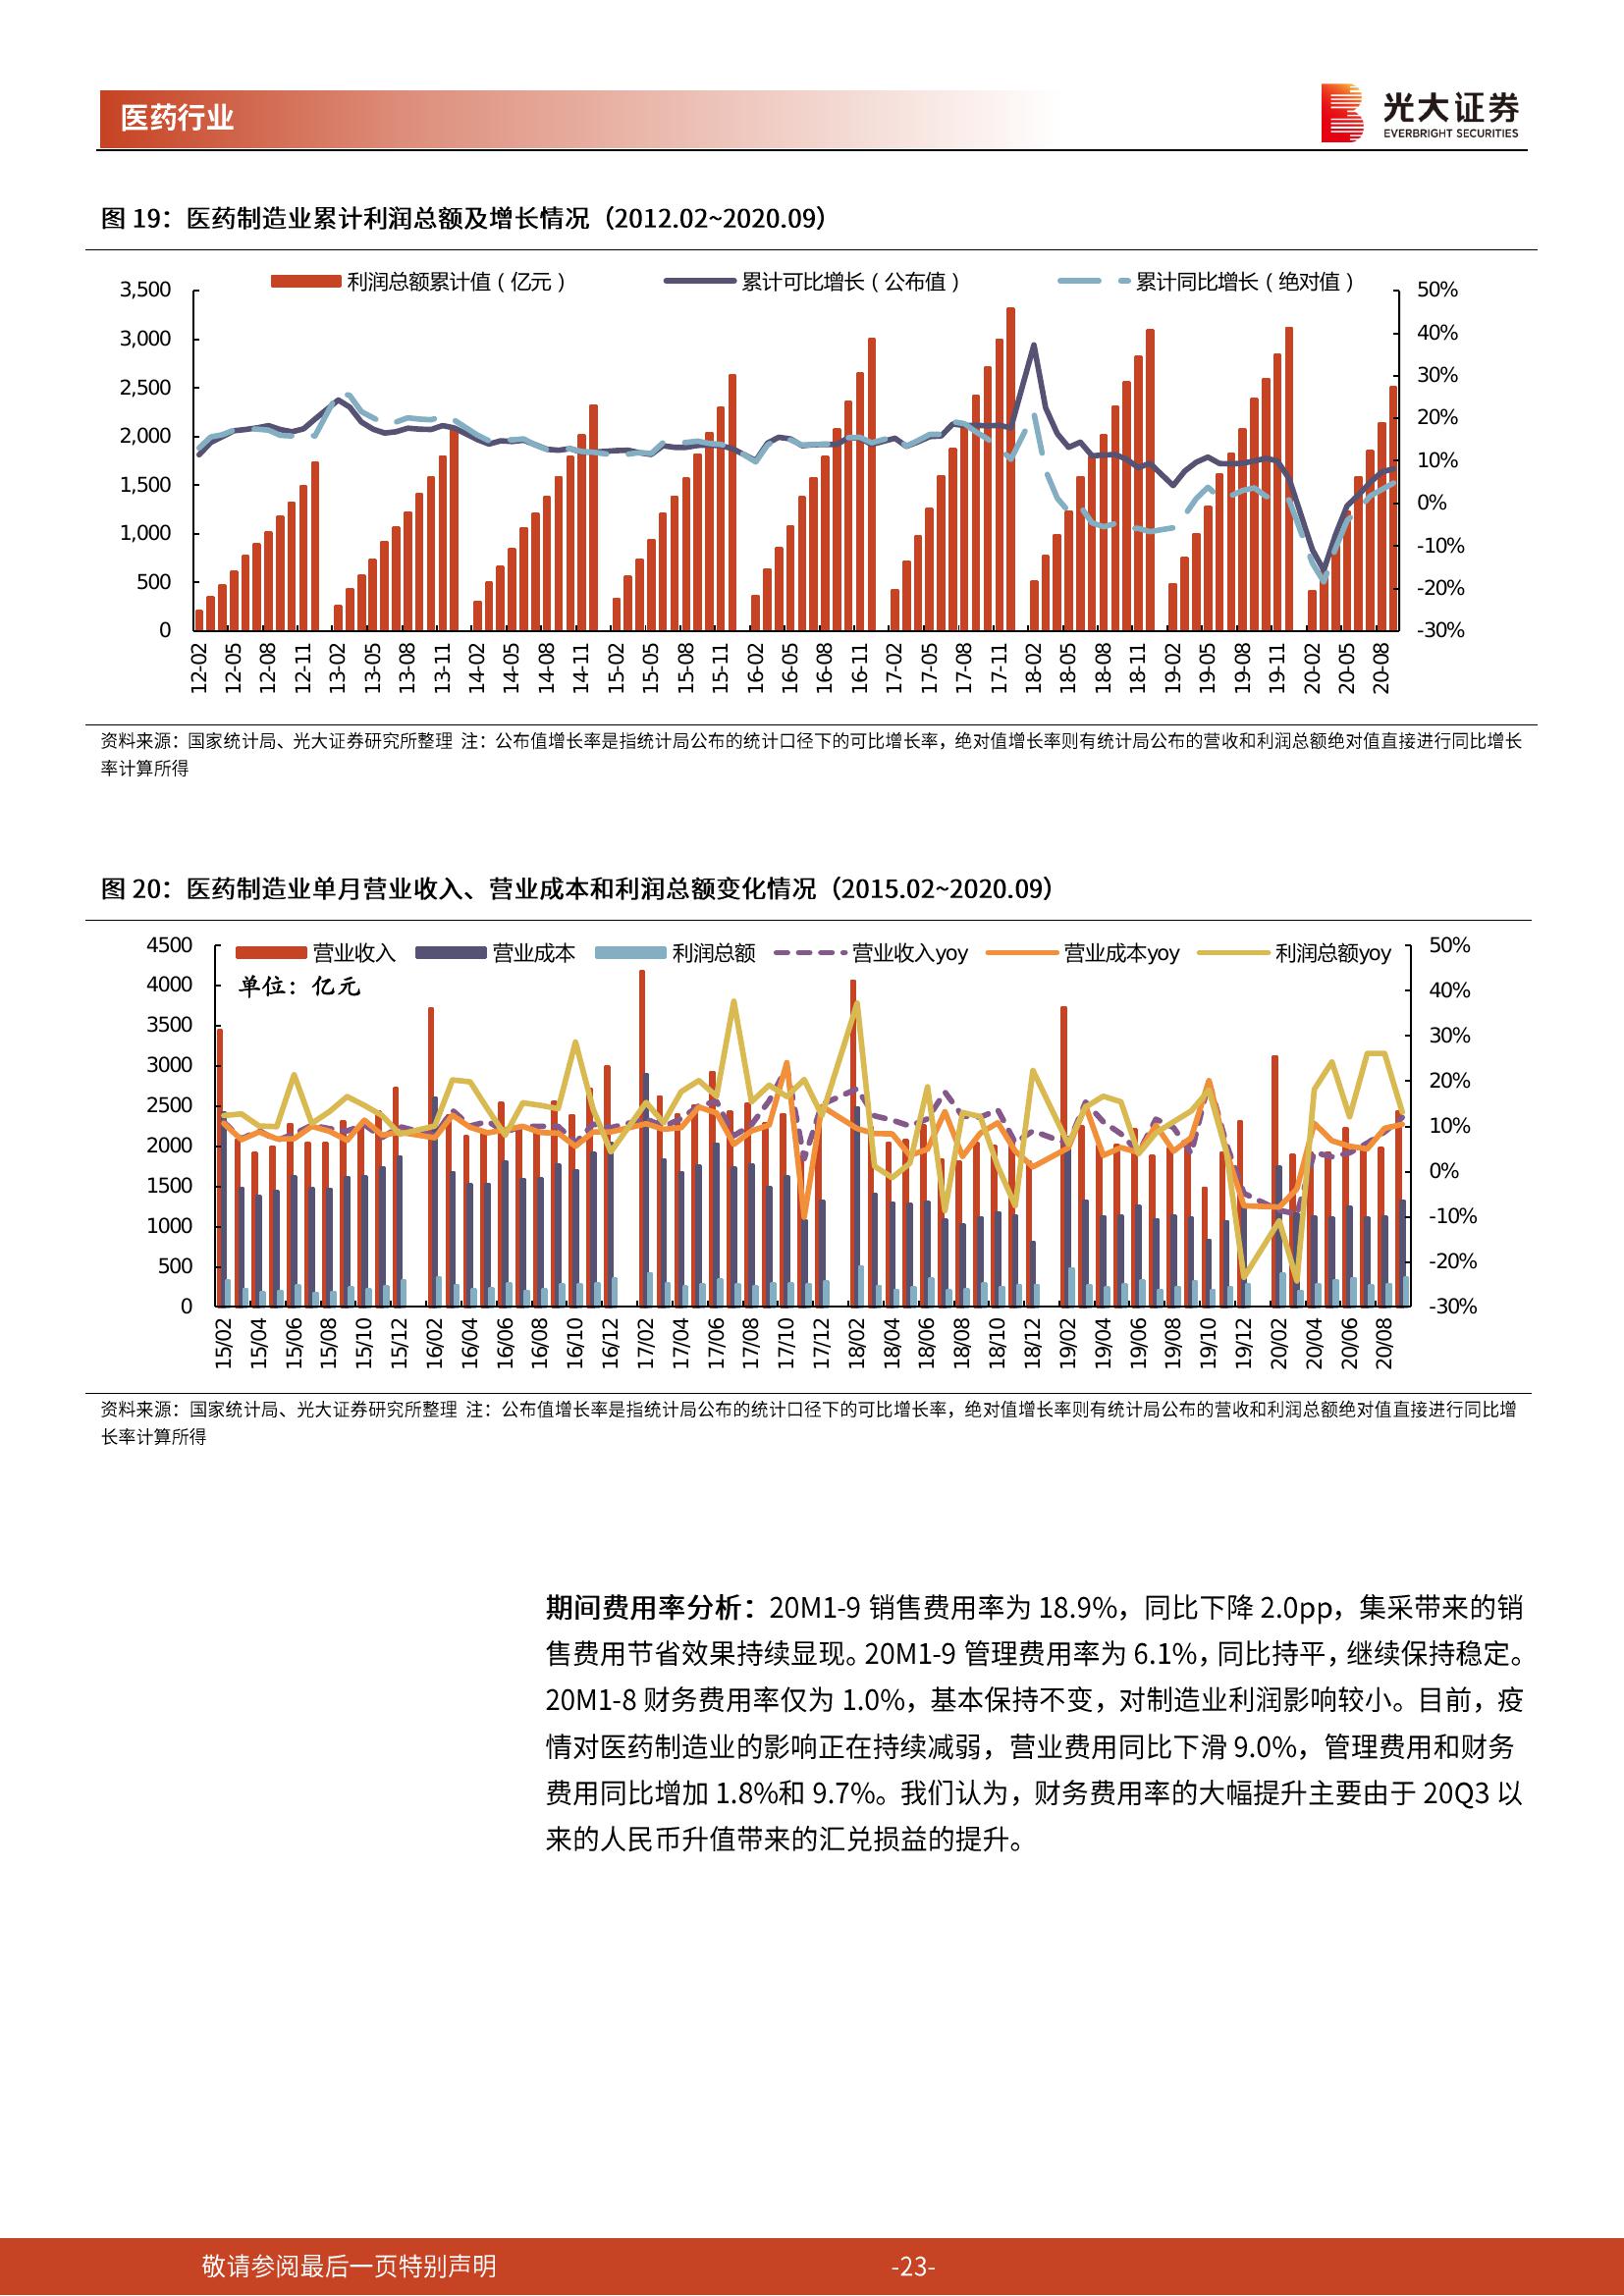 医药行业
光大证券
EVERBRIGHT SECURITIES
图 19：医药制造业累计利润总额及增长情况（2012.02~2020.09）
利润总额累计值（亿元） 累计可比增长（公布值） 累计同比增长（绝对值）
3,500 50%
3,000 40%
2,500 30%
2,000 20%
1,500 10%
1,000 0%
500 -10%
0 -20%
-30%
12-02 12-05 12-08 12-11 13-02 13-05 13-08 13-11 14-02 14-05 14-08 14-11 15-02 15-05 15-08 15-11 16-02 16-05 16-08 16-11 17-02 17-05 17-08 17-11 18-02 18-05 18-08 18-11 19-02 19-05 19-08 19-11 20-02 20-05 20-08
资料来源：国家统计局、光大证券研究所整理 注：公布值增长率是指统计局公布的统计口径下的可比增长率，绝对值增长率则有统计局公布的营收和利润总额绝对值直接进行同比增长
率计算所得
图 20：医药制造业单月营业收入、营业成本和利润总额变化情况（2015.02~2020.09）
营业收入 营业成本 利润总额 营业收入yoy 营业成本yoy 利润总额yoy
单位：亿元
4500 50%
4000 40%
3500 30%
3000 20%
2500 10%
2000 0%
1500 -10%
1000 -20%
500 -30%
0
15/02 15/04 15/06 15/08 15/10 15/12 16/02 16/04 16/06 16/08 16/10 16/12 17/02 17/04 17/06 17/08 17/10 17/12 18/02 18/04 18/06 18/08 18/10 18/12 19/02 19/04 19/06 19/08 19/10 19/12 20/02 20/04 20/06 20/08
资料来源：国家统计局、光大证券研究所整理 注：公布值增长率是指统计局公布的统计口径下的可比增长率，绝对值增长率则有统计局公布的营收和利润总额绝对值直接进行同比增
长率计算所得
期间费用率分析：20M1-9 销售费用率为 18.9%，同比下降 2.0pp，集采带来的销
售费用节省效果持续显现。20M1-9 管理费用率为 6.1%，同比持平，继续保持稳定。
20M1-8 财务费用率仅为 1.0%，基本保持不变，对制造业利润影响较小。目前，疫
情对医药制造业的影响正在持续减弱，营业费用同比下滑 9.0%，管理费用和财务
费用同比增加 1.8%和 9.7%。我们认为，财务费用率的大幅提升主要由于 20Q3 以
来的人民币升值带来的汇兑损益的提升。
敬请参阅最后一页特别声明 -23-